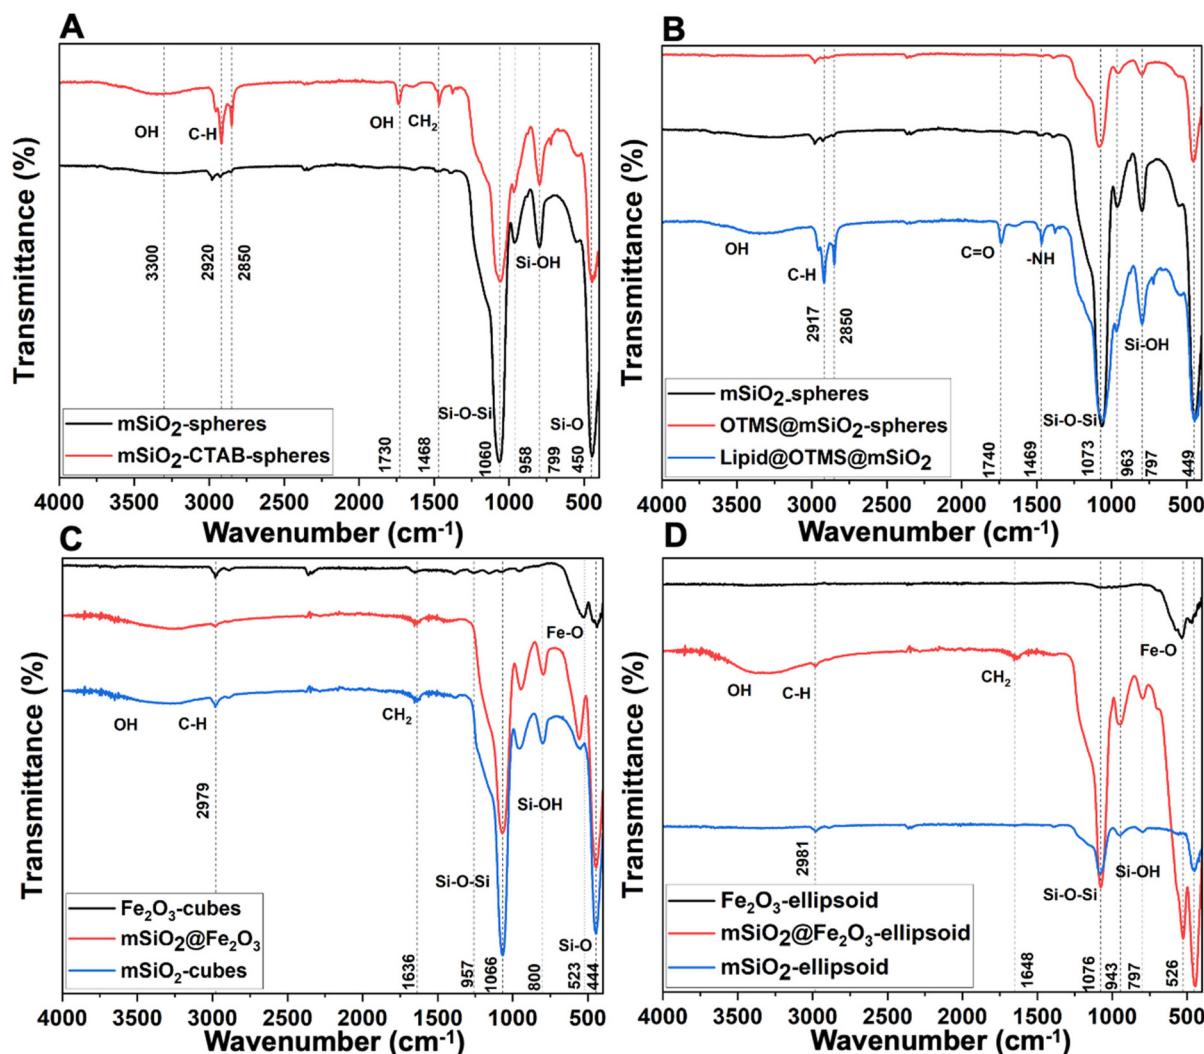 A
Transmittance (%)
OH
C-H
OH
CH₂
3300
2920
2850
Si-OH
Si-O-Si
Si-O
mSiO₂-spheres
mSiO₂-CTAB-spheres
1730
1468
1060
958
799
450
4000 3500 3000 2500 2000 1500 1000 500
Wavenumber (cm⁻¹)
B
Transmittance (%)
OH
C-H
C=O
-NH
2917
2850
Si-OH
Si-O-Si
mSiO₂-spheres
OTMS@mSiO₂-spheres
Lipid@OTMS@mSiO₂
1740
1469
1073
963
797
449
4000 3500 3000 2500 2000 1500 1000 500
Wavenumber (cm⁻¹)
C
Transmittance (%)
Fe-O
OH
C-H
CH₂
2979
Si-OH
Si-O-Si
Si-O
Fe₂O₃-cubes
mSiO₂@Fe₂O₃
mSiO₂-cubes
1636
957
1066
800
523
444
4000 3500 3000 2500 2000 1500 1000 500
Wavenumber (cm⁻¹)
D
Transmittance (%)
Fe-O
OH
C-H
CH₂
2981
Si-OH
Si-O-Si
Fe₂O₃-ellipsoid
mSiO₂@Fe₂O₃-ellipsoid
mSiO₂-ellipsoid
1648
1076
943
797
526
4000 3500 3000 2500 2000 1500 1000 500
Wavenumber (cm⁻¹)